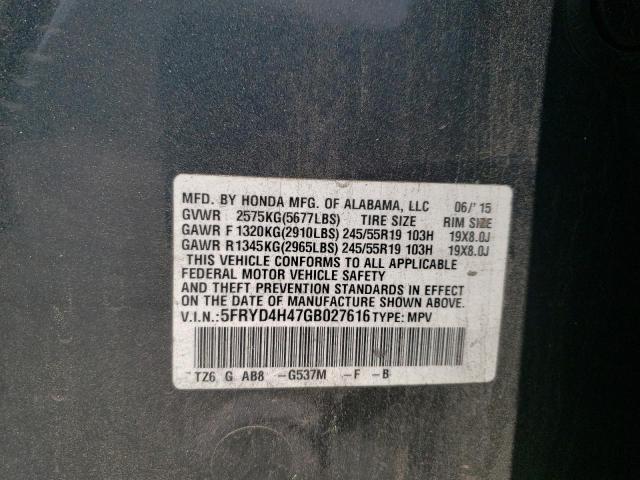 MFD. BY HONDA MFG. OF ALABAMA, LLC 06/'15
GVWR 2575KG(5677LBS) TIRE SIZE RIM SIZE
GAWR F 1320KG(2910LBS) 245/55R19 103H 19X8.0J
GAWR R1345KG(2965LBS) 245/55R19 103H 19X8.0J
THIS VEHICLE CONFORMS TO ALL APPLICABLE
FEDERAL MOTOR VEHICLE SAFETY
AND THEFT PREVENTION STANDARDS IN EFFECT
ON THE DATE OF MANUFACTURE SHOWN ABOVE.
V.I.N.:5FRYD4H47GB027616 TYPE: MPV
TZ6 G AB8 -G537M -F -B